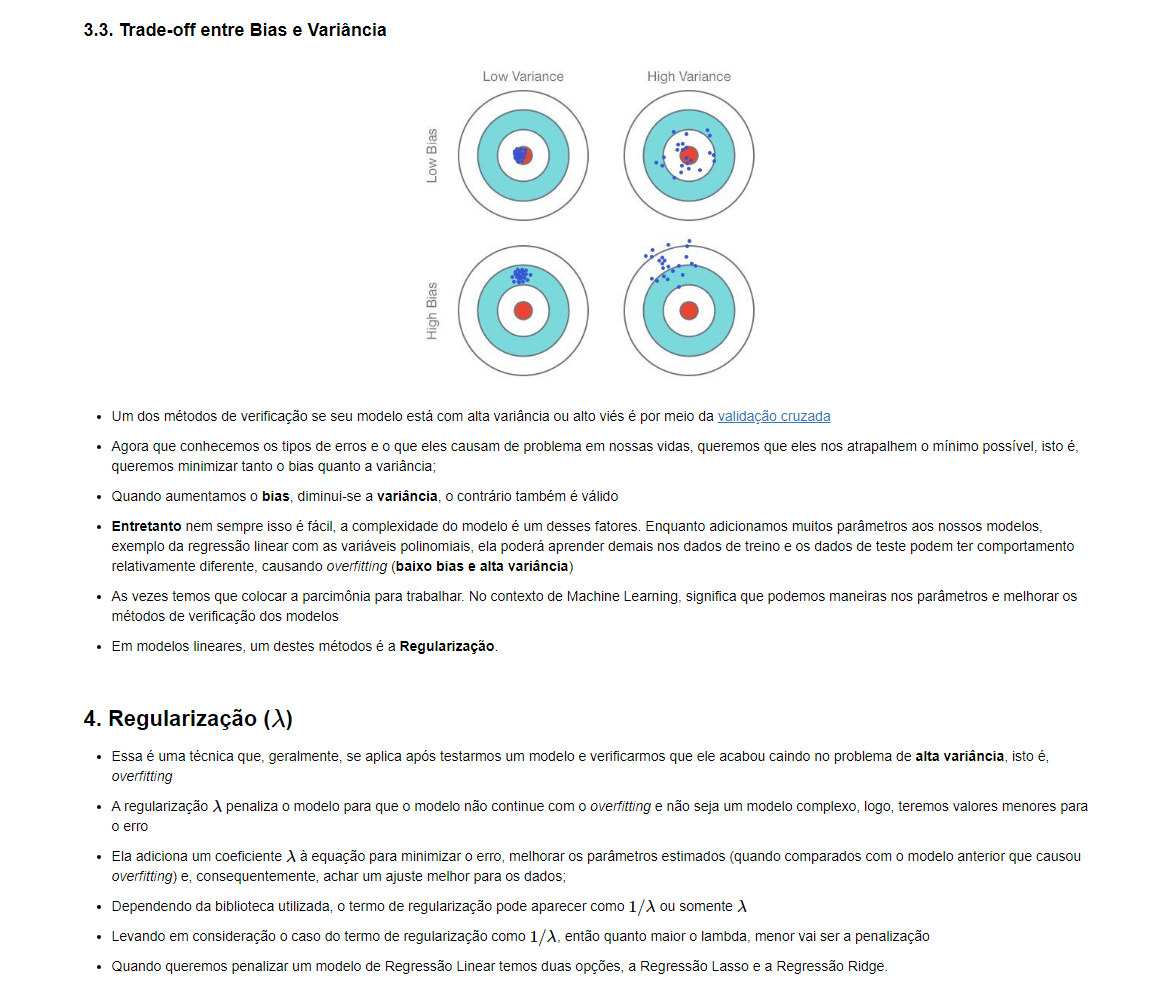 3.3. Trade-off entre Bias e Variância
Low Variance
High Variance
Low Bias
High Bias
• Um dos métodos de verificação se seu modelo está com alta variância ou alto viés é por meio da validação cruzada
• Agora que conhecemos os tipos de erros e o que eles causam de problema em nossas vidas, queremos que eles nos atrapalhem o mínimo possível, isto é,
queremos minimizar tanto o bias quanto a variância;
• Quando aumentamos o bias, diminui-se a variância, o contrário também é válido
• Entretanto nem sempre isso é fácil, a complexidade do modelo é um desses fatores. Enquanto adicionamos muitos parâmetros aos nossos modelos,
exemplo da regressão linear com as variáveis polinomiais, ela poderá aprender demais nos dados de treino e os dados de teste podem ter comportamento
relativamente diferente, causando overfitting (baixo bias e alta variância)
• As vezes temos que colocar a parcimônia para trabalhar. No contexto de Machine Learning, significa que podemos maneiras nos parâmetros e melhorar os
métodos de verificação dos modelos
• Em modelos lineares, um destes métodos é a Regularização.
4. Regularização (λ)
• Essa é uma técnica que, geralmente, se aplica após testarmos um modelo e verificarmos que ele acabou caindo no problema de alta variância, isto é,
overfitting
• A regularização λ penaliza o modelo para que o modelo não continue com o overfitting e não seja um modelo complexo, logo, teremos valores menores para
o erro
• Ela adiciona um coeficiente λ à equação para minimizar o erro, melhorar os parâmetros estimados (quando comparados com o modelo anterior que causou
overfitting) e, consequentemente, achar um ajuste melhor para os dados;
• Dependendo da biblioteca utilizada, o termo de regularização pode aparecer como 1/λ ou somente λ
• Levando em consideração o caso do termo de regularização como 1/λ, então quanto maior o lambda, menor vai ser a penalização
• Quando queremos penalizar um modelo de Regressão Linear temos duas opções, a Regressão Lasso e a Regressão Ridge.